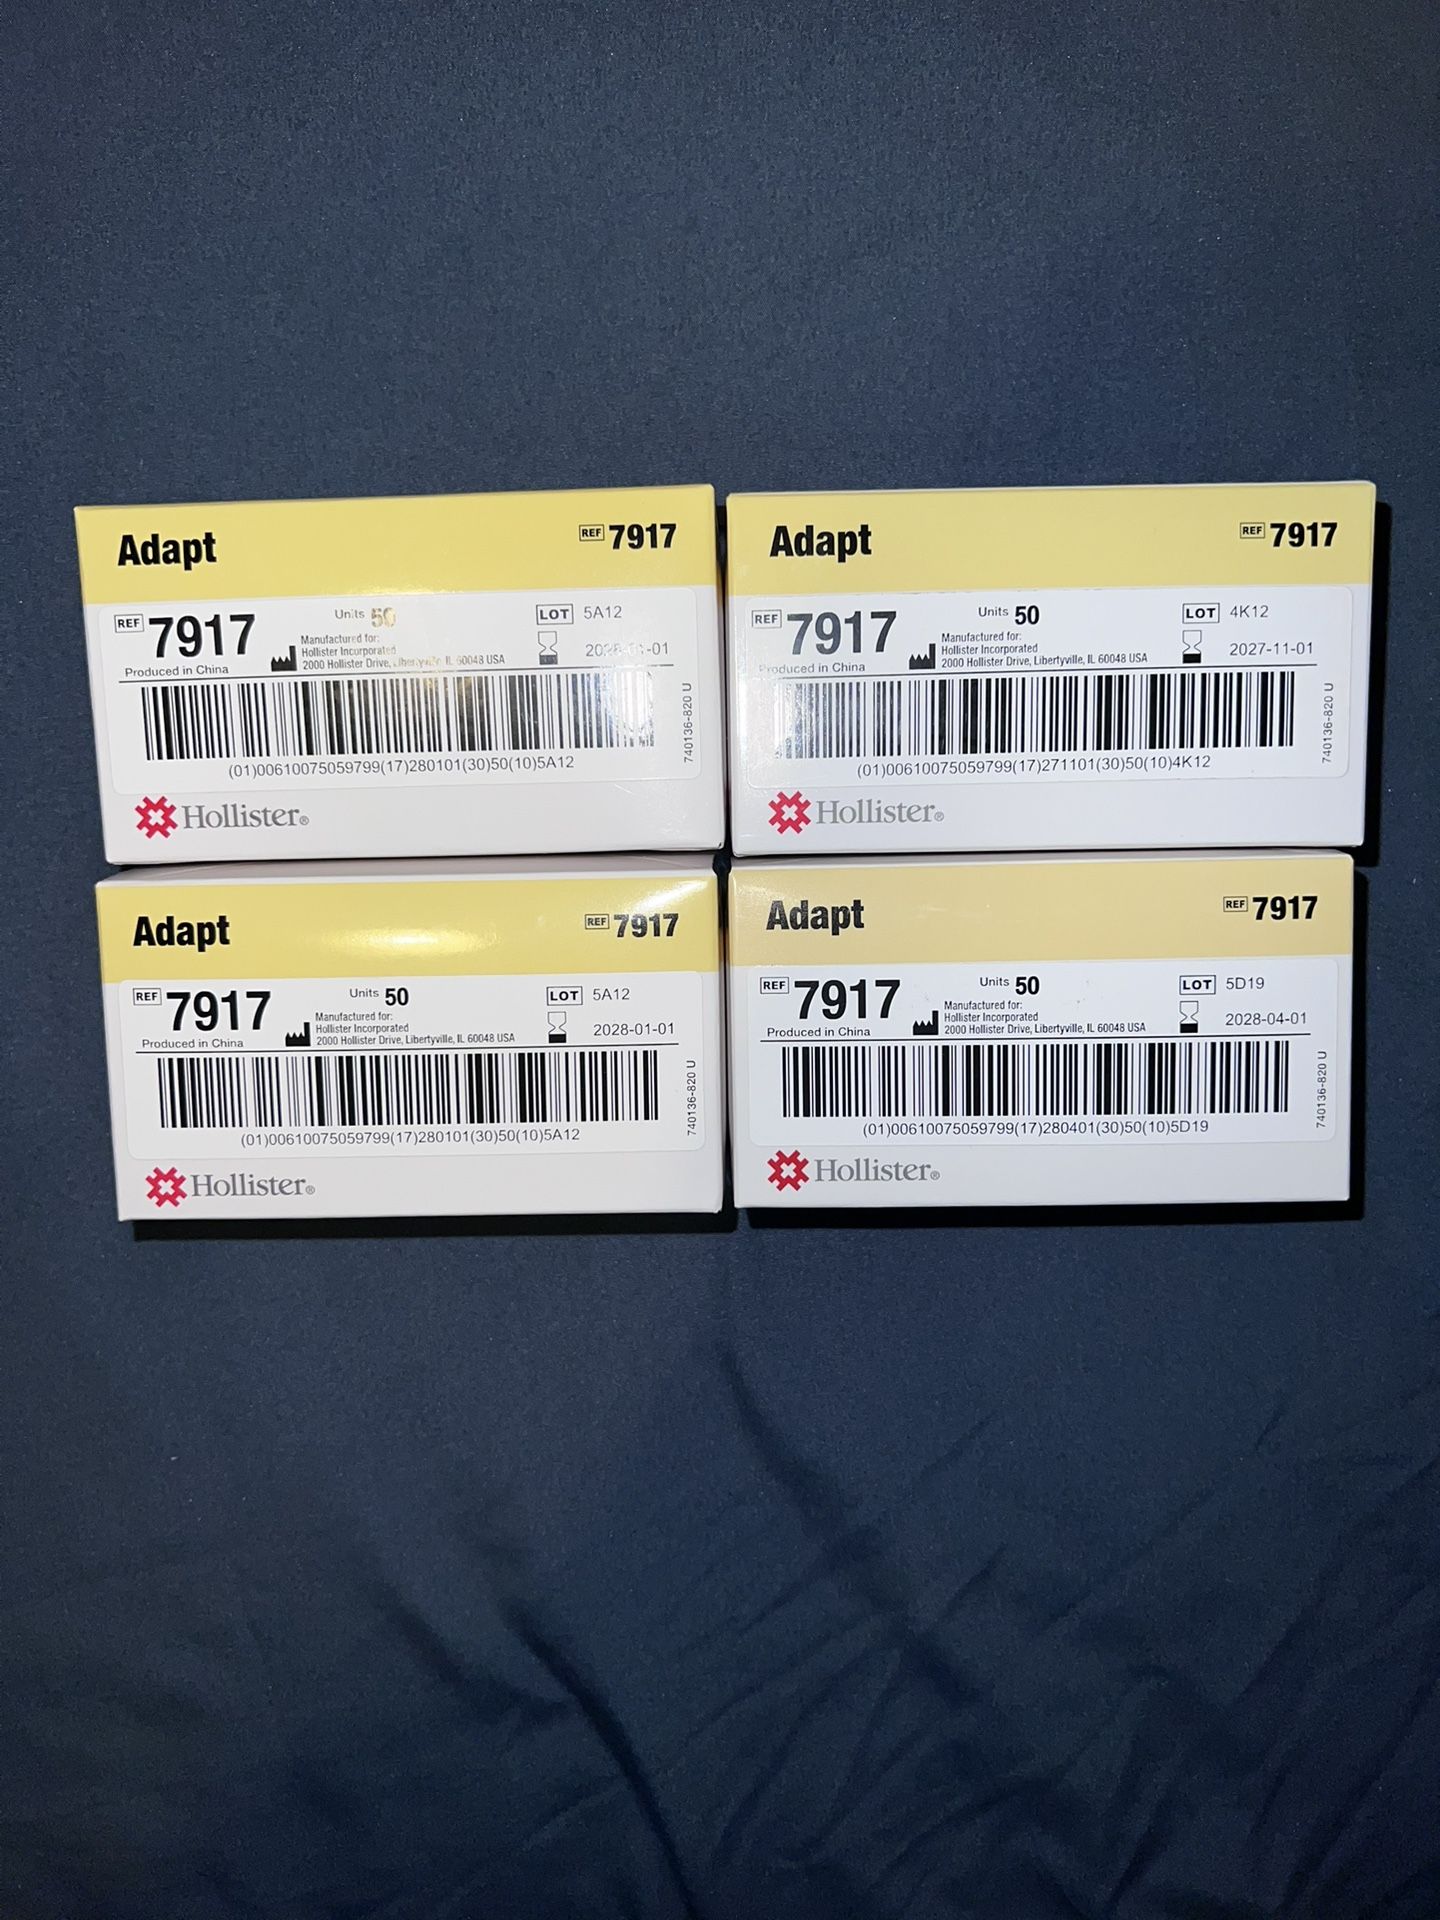 Adapt
REF 7917
REF 7917
Units 50
LOT 5A12
Manufactured for:
Hollister Incorporated
2000 Hollister Drive, Libertyville, IL 60048 USA
2028-01-01
Produced in China
740136-820 U
(01)00610075059799(17)280101(30)50(10)5A12
Hollister®
Adapt
REF 7917
REF 7917
Units 50
LOT 4K12
Manufactured for:
Hollister Incorporated
2000 Hollister Drive, Libertyville, IL 60048 USA
2027-11-01
Produced in China
740136-820 U
(01)00610075059799(17)271101(30)50(10)4K12
Hollister®
Adapt
REF 7917
REF 7917
Units 50
LOT 5A12
Manufactured for:
Hollister Incorporated
2000 Hollister Drive, Libertyville, IL 60048 USA
2028-01-01
Produced in China
740136-820 U
(01)00610075059799(17)280101(30)50(10)5A12
Hollister®
Adapt
REF 7917
REF 7917
Units 50
LOT 5D19
Manufactured for:
Hollister Incorporated
2000 Hollister Drive, Libertyville, IL 60048 USA
2028-04-01
Produced in China
740136-820 U
(01)00610075059799(17)280401(30)50(10)5D19
Hollister®